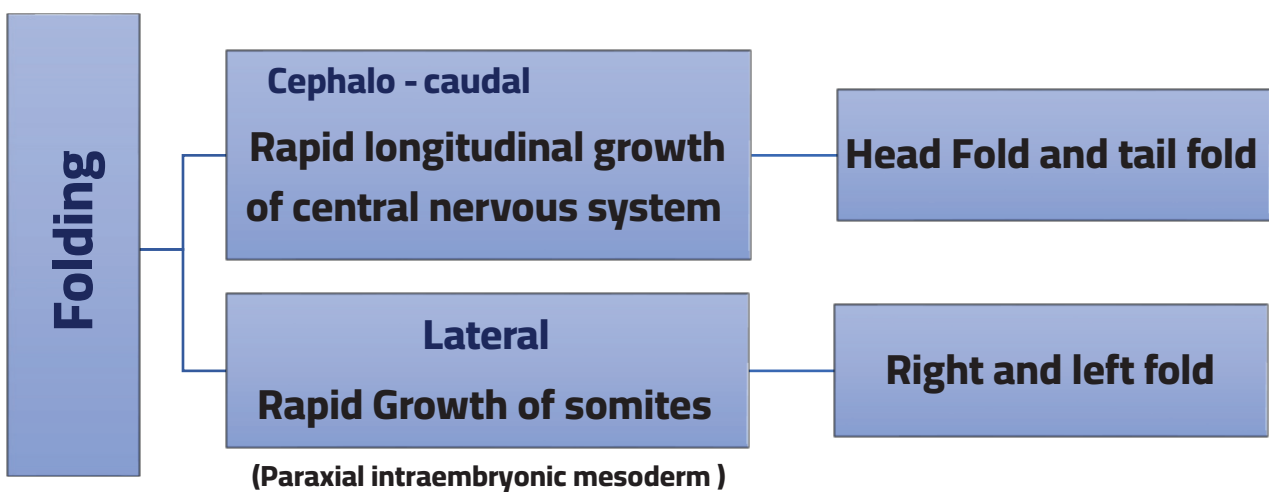 Folding
Cephalo - caudal
Rapid longitudinal growth
of central nervous system
Head Fold and tail fold
Lateral
Rapid Growth of somites
(Paraxial intraembryonic mesoderm )
Right and left fold